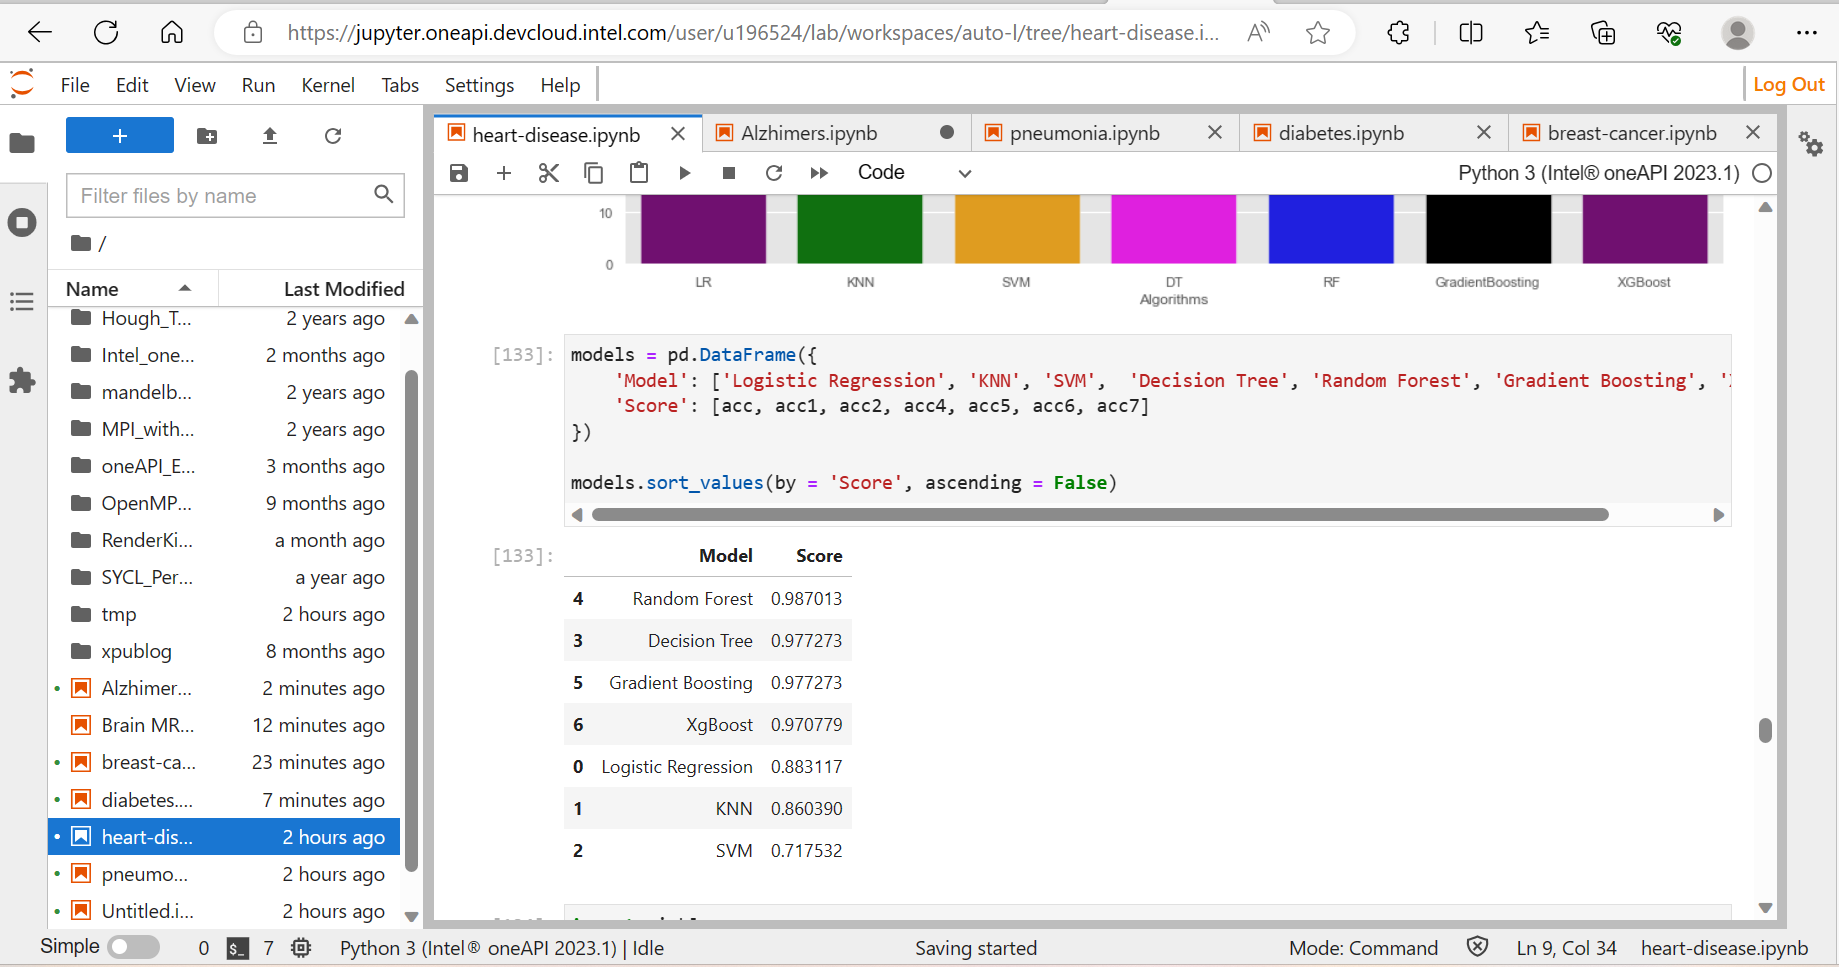 https://jupyter.oneapi.devcloud.intel.com/user/u196524/lab/workspaces/auto-l/tree/heart-disease.i...
File Edit View Run Kernel Tabs Settings Help
Log Out
heart-disease.ipynb
Alzhimers.ipynb
pneumonia.ipynb
diabetes.ipynb
breast-cancer.ipynb
Code
Python 3 (Intel® oneAPI 2023.1)
Filter files by name
/
Name Last Modified
Hough_T... 2 years ago
Intel_one... 2 months ago
mandelb... 2 years ago
MPI_with... 2 years ago
oneAPI_E... 3 months ago
OpenMP... 9 months ago
RenderKi... a month ago
SYCL_Per... a year ago
tmp 2 hours ago
xpublog 8 months ago
Alzhimer... 2 minutes ago
Brain MR... 12 minutes ago
breast-ca... 23 minutes ago
diabetes.... 7 minutes ago
heart-dis... 2 hours ago
pneumo... 2 hours ago
Untitled.i... 2 hours ago
10
0
LR KNN SVM DT RF GradientBoosting XGBoost
Algorithms
[133]:
models = pd.DataFrame({
    'Model': ['Logistic Regression', 'KNN', 'SVM',  'Decision Tree', 'Random Forest', 'Gradient Boosting',
    'Score': [acc, acc1, acc2, acc4, acc5, acc6, acc7]
})
models.sort_values(by = 'Score', ascending = False)
[133]:
Model Score
4 Random Forest 0.987013
3 Decision Tree 0.977273
5 Gradient Boosting 0.977273
6 XgBoost 0.970779
0 Logistic Regression 0.883117
1 KNN 0.860390
2 SVM 0.717532
Simple 0 $_ 7 Python 3 (Intel® oneAPI 2023.1) | Idle Saving started Mode: Command Ln 9, Col 34 heart-disease.ipynb